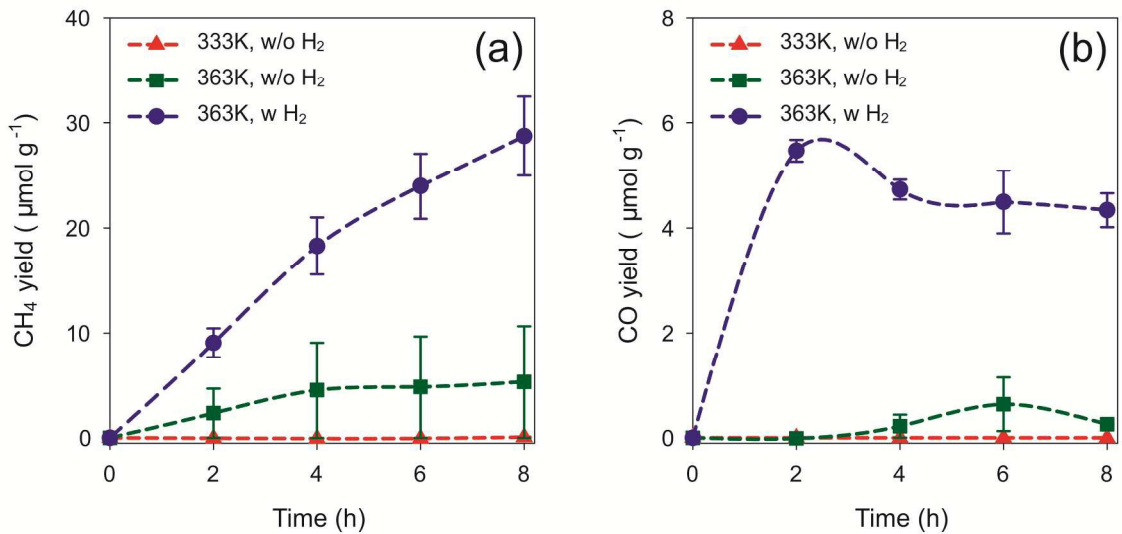 40
30
20
10
0
CH₄ yield ( µmol g⁻¹)
333K, w/o H₂
363K, w/o H₂
363K, w H₂
(a)
0
2
4
6
8
Time (h)
8
6
4
2
0
CO yield ( µmol g⁻¹)
333K, w/o H₂
363K, w/o H₂
363K, w H₂
(b)
0
2
4
6
8
Time (h)